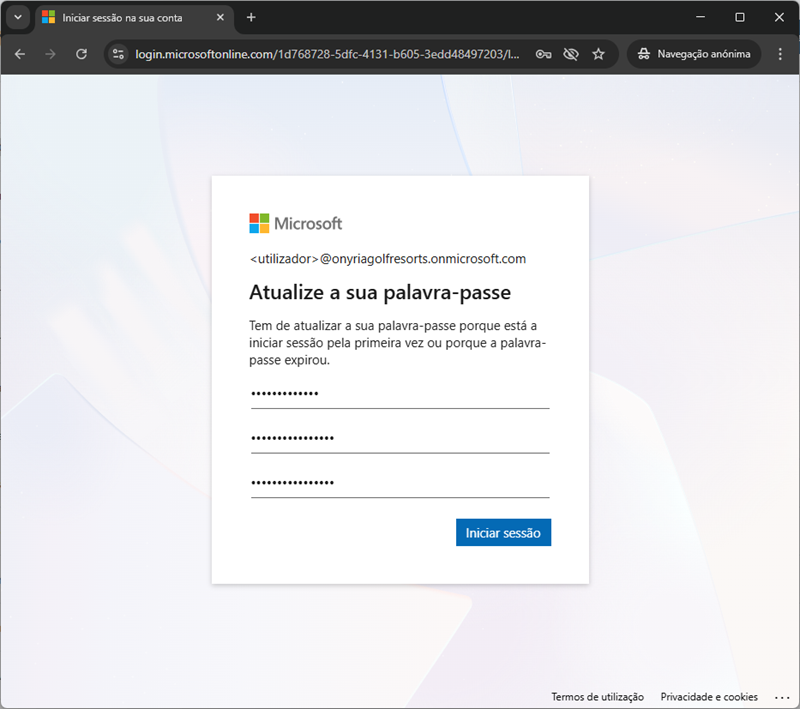 Iniciar sessão na sua conta
login.microsoftonline.com/1d768728-5dfc-4131-b605-3edd48497203/l...
Navegação anónima
Microsoft
<utilizador>@onyriagolfresorts.onmicrosoft.com
Atualize a sua palavra-passe
Tem de atualizar a sua palavra-passe porque está a
iniciar sessão pela primeira vez ou porque a palavra-
passe expirou.
•••••••••••••
••••••••••••••••
••••••••••••••••
Iniciar sessão
Termos de utilização
Privacidade e cookies
...